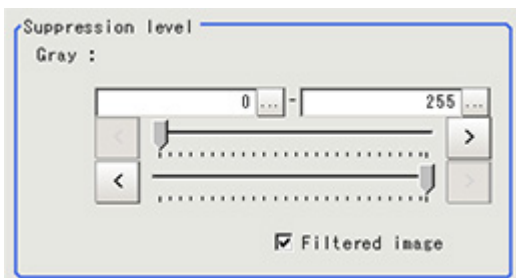 Suppression level
Gray :
0 ... - 255 ...
< >
< >
Filtered image